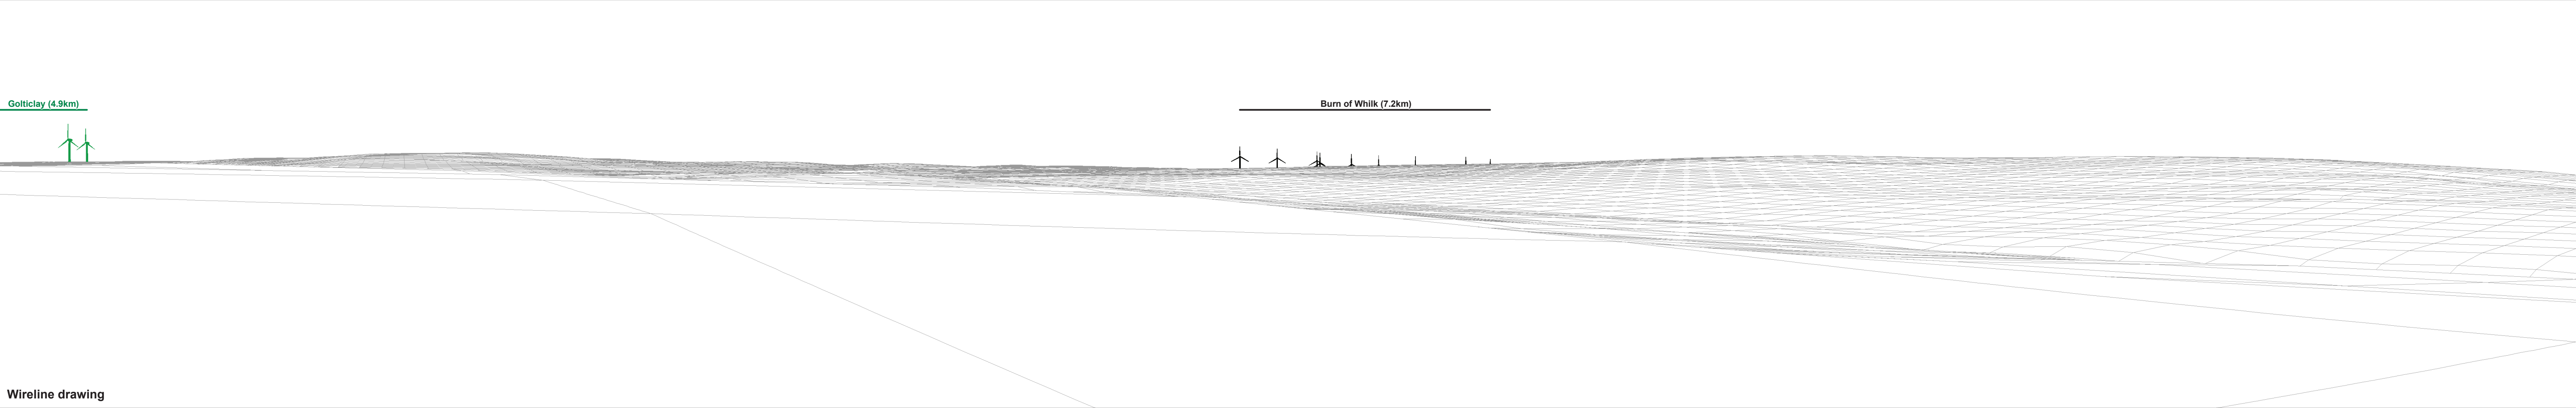 Golticlay (4.9km)
Burn of Whilk (7.2km)
Wireline drawing